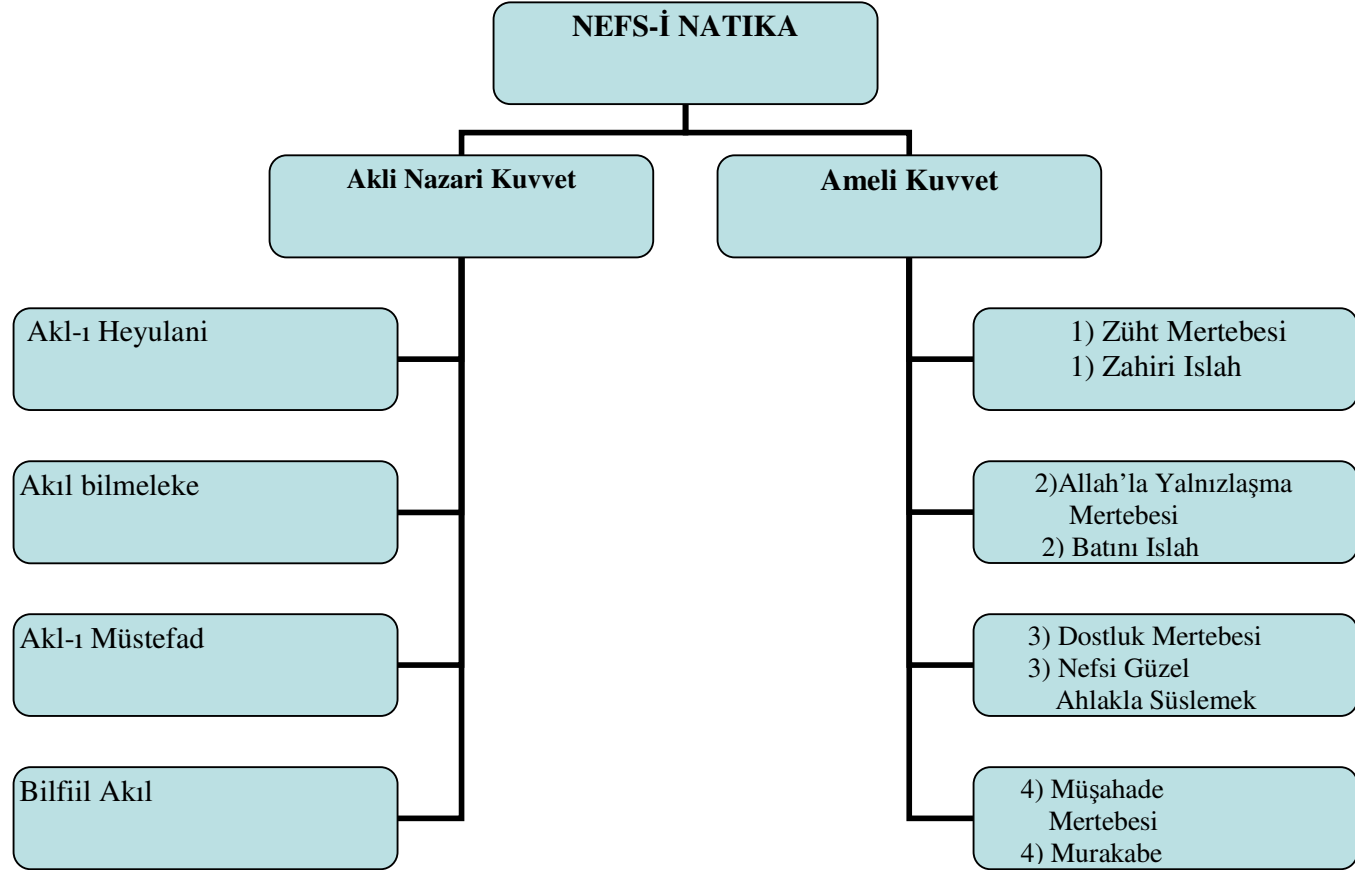 NEFS-İ NATIKA
Akli Nazari Kuvvet
Ameli Kuvvet
Akl-ı Heyulani
Akıl bilmeleke
Akl-ı Müstefad
Bilfiil Akıl
1) Züht Mertebesi
1) Zahiri Islah
2)Allah’la Yalnızlaşma
Mertebesi
2) Batını Islah
3) Dostluk Mertebesi
3) Nefsi Güzel
Ahlakla Süslemek
4) Müşahade
Mertebesi
4) Murakabe